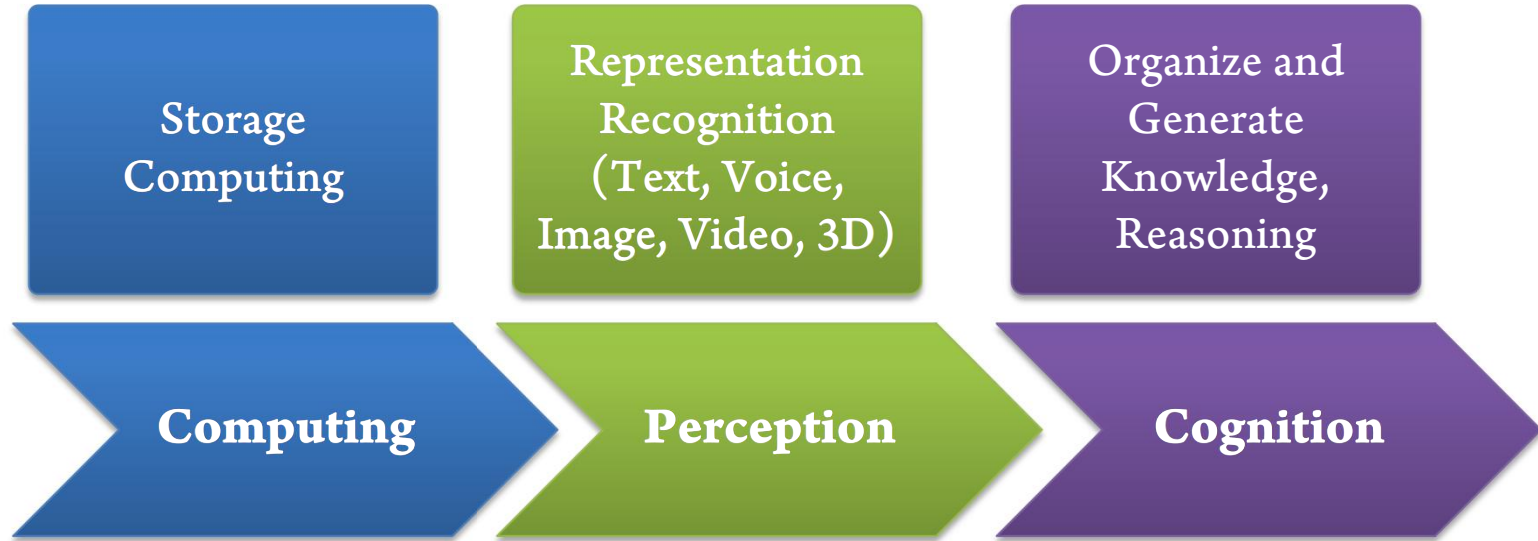 Storage
Computing
Representation
Recognition
(Text, Voice,
Image, Video, 3D)
Organize and
Generate
Knowledge,
Reasoning
Computing
Perception
Cognition